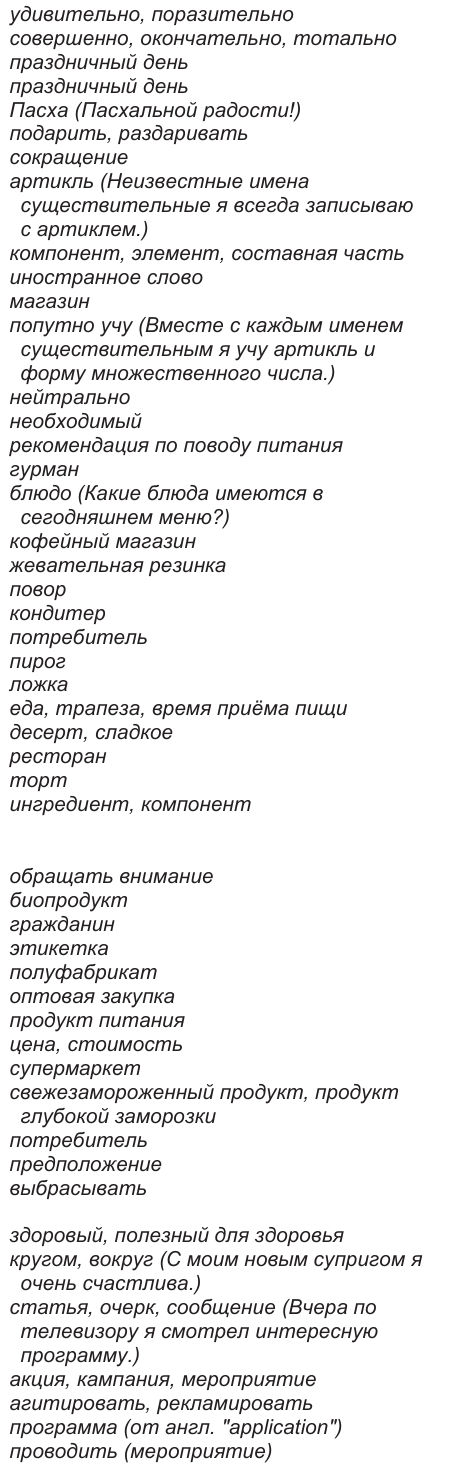 удивительно, поразительно
совершенно, окончательно, тотально
праздничный день
праздничный день
Пасха (Пасхальной радости!)
подарить, раздаривать
сокращение
артикль (Неизвестные имена
существительные я всегда записываю
с артиклем.)
компонент, элемент, составная часть
иностранное слово
магазин
попутно учу (Вместе с каждым именем
существительным я учу артикль и
форму множественного числа.)
нейтрально
необходимый
рекомендация по поводу питания
гурман
блюдо (Какие блюда имеются в
сегодняшнем меню?)
кофейный магазин
жевательная резинка
повор
кондитер
потребитель
пирог
ложка
еда, трапеза, время приёма пищи
десерт, сладкое
ресторан
торт
ингредиент, компонент
обращать внимание
биопродукт
гражданин
этикетка
полуфабрикат
оптовая закупка
продукт питания
цена, стоимость
супермаркет
свежезамороженный продукт, продукт
глубокой заморозки
потребитель
предположение
выбрасывать
здоровый, полезный для здоровья
кругом, вокруг (С моим новым супригом я
очень счастлива.)
статья, очерк, сообщение (Вчера по
телевизору я смотрел интересную
программу.)
акция, кампания, мероприятие
агитировать, рекламировать
программа (от англ. "application")
проводить (мероприятие)